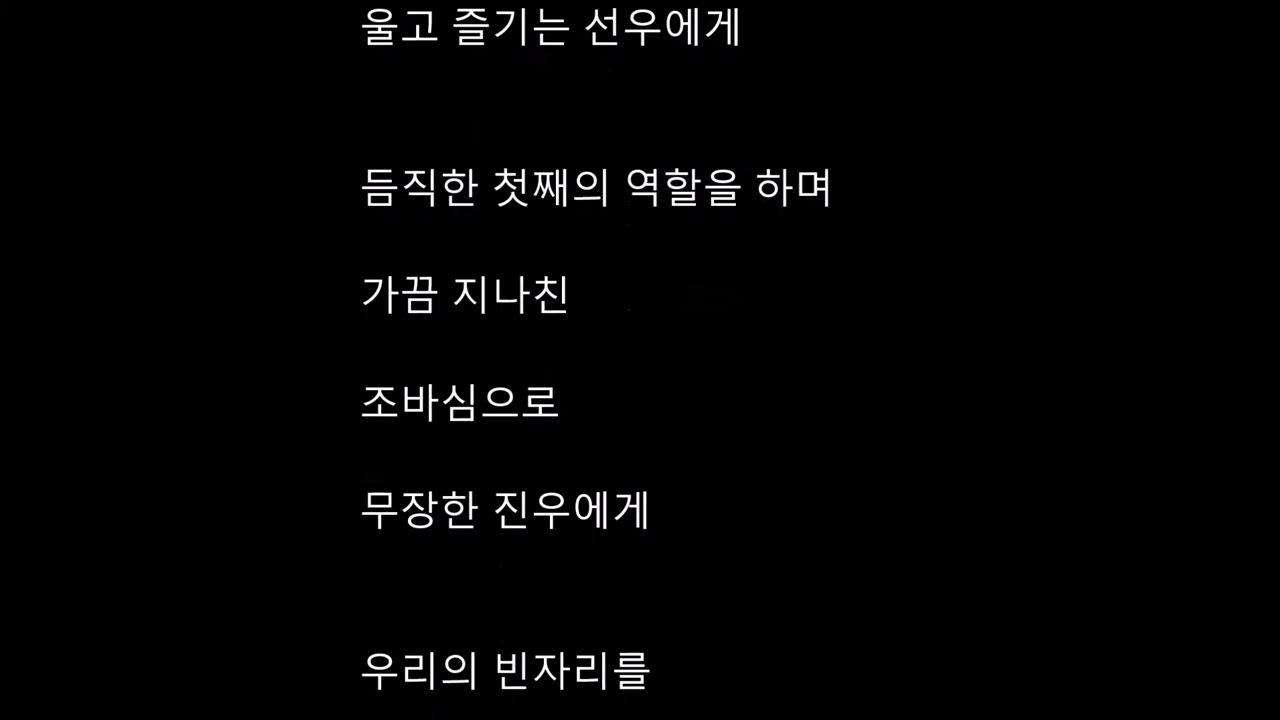 울고 즐기는 선우에게
듬직한 첫째의 역할을 하며
가끔 지나친
조바심으로
무장한 진우에게
우리의 빈자리를